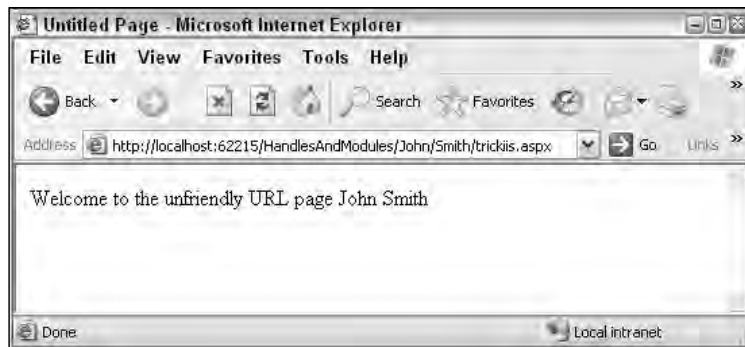 Untitled Page - Microsoft Internet Explorer
File Edit View Favorites Tools Help
Back Search Favorites »
Address http://localhost:62215/HandlesAndModules/John/Smith/trickiis.aspx Go Links »
Welcome to the unfriendly URL page John Smith
Done Local intranet